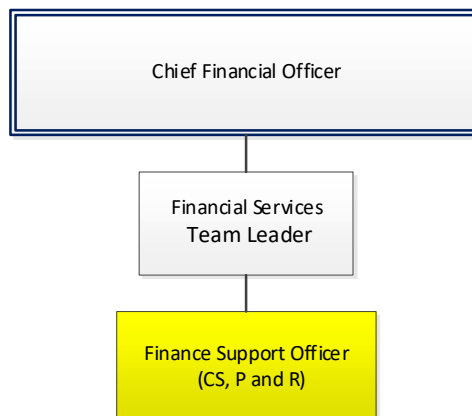 Chief Financial Officer
Financial Services
Team Leader
Finance Support Officer
(CS, P and R)